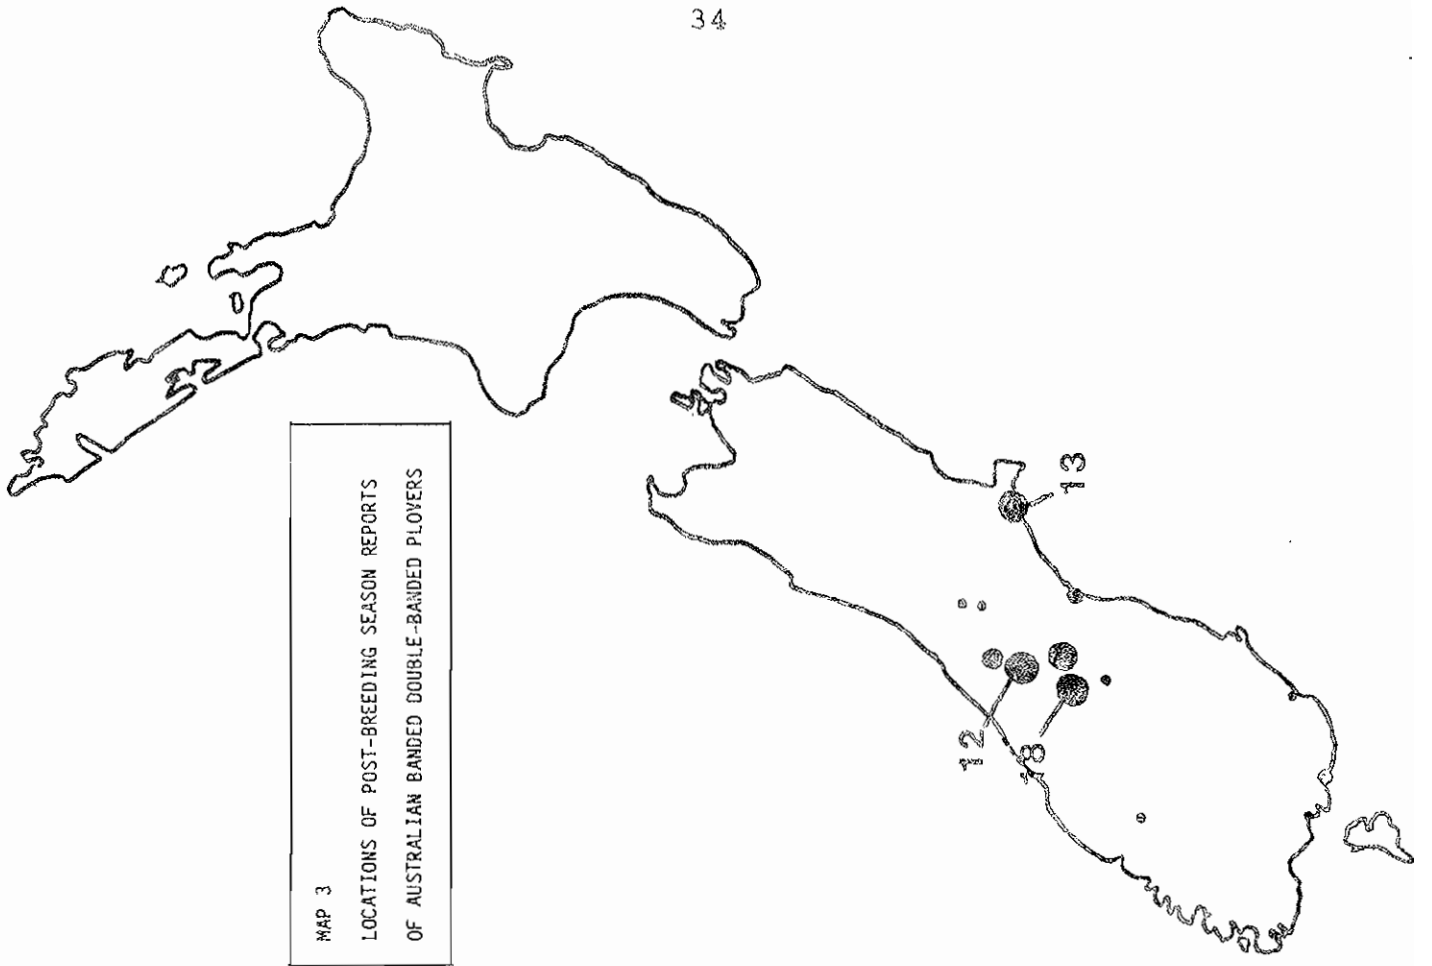 34
MAP 3
LOCATIONS OF POST-BREEDING SEASON REPORTS
OF AUSTRALIAN BANDED DOUBLE-BANDED PLOVERS
13
12
18